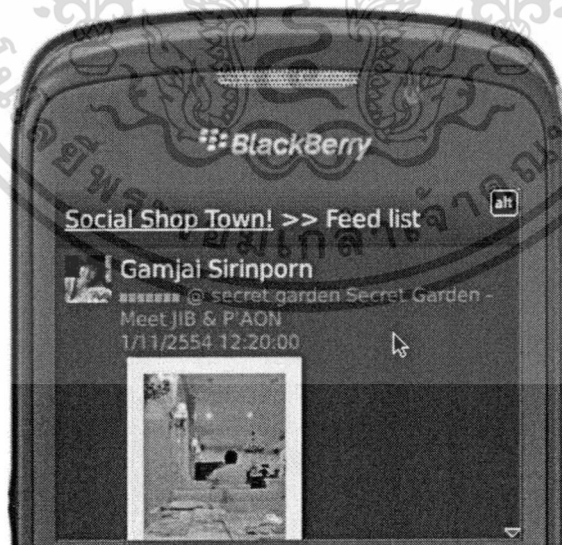 BlackBerry
alt
Social Shop Town! >> Feed list
Gamjai Sirinporn
@ secret garden Secret Garden -
Meet JIB & P'AON
1/11/2554 12:20:00